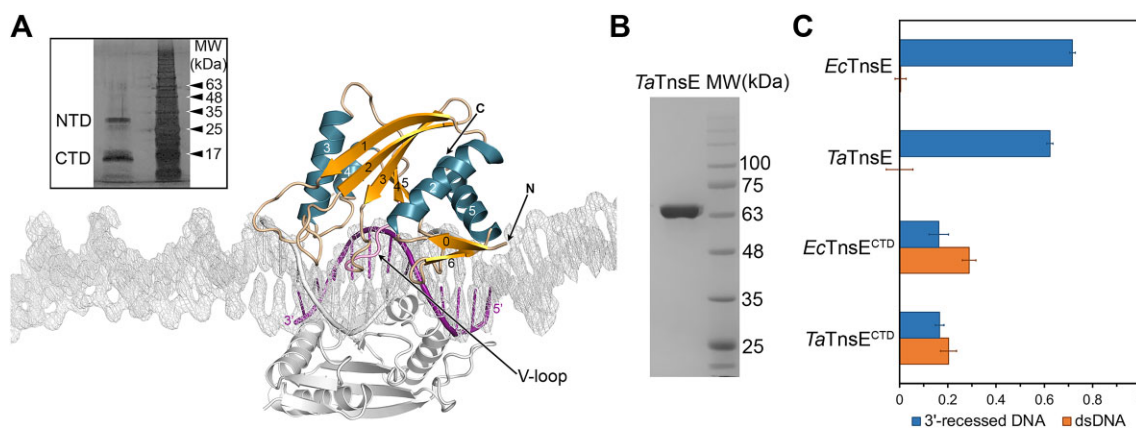 A
MW
(kDa)
63
48
35
25
17
NTD
CTD
C
N
1
2
3
4
3
4
5
2
5
0
6
3'
5'
V-loop
B
TaTnsE MW(kDa)
100
75
63
48
35
25
C
EcTnsE
TaTnsE
EcTnsE^CTD
TaTnsE^CTD
0 0.2 0.4 0.6 0.8
3'-recessed DNA dsDNA